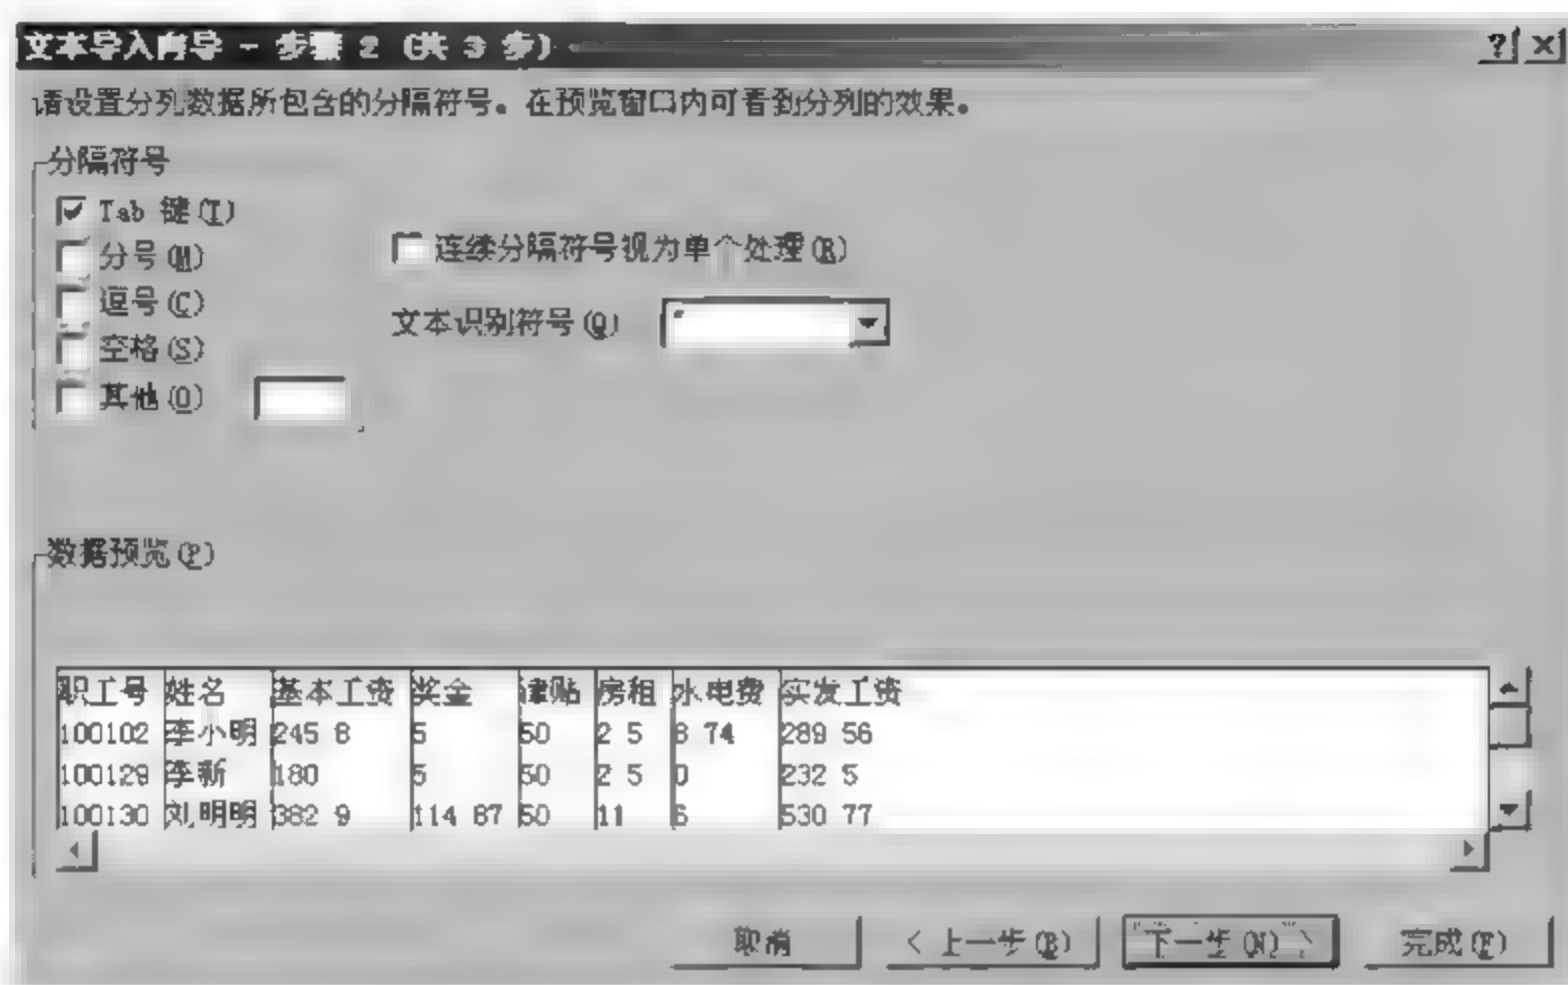 文本导入向导 - 步骤 2 (共 3 步)
请设置分列数据所包含的分隔符号。在预览窗口内可看到分列的效果。
分隔符号
Tab 键(T)
分号(M)
连续分隔符号视为单个处理(R)
逗号(C)
文本识别符号(Q)
空格(S)
其他(O)
数据预览(P)
职工号 姓名 基本工资 奖金 津贴 房租 水电费 实发工资
100102 李小明 245 8 5 50 2 5 8 74 289 56
100129 李新 180 5 50 2 5 0 232 5
100130 刘明明 382 9 114 87 50 11 6 530 77
取消 < 上一步(B) 下一步(N) > 完成(F)